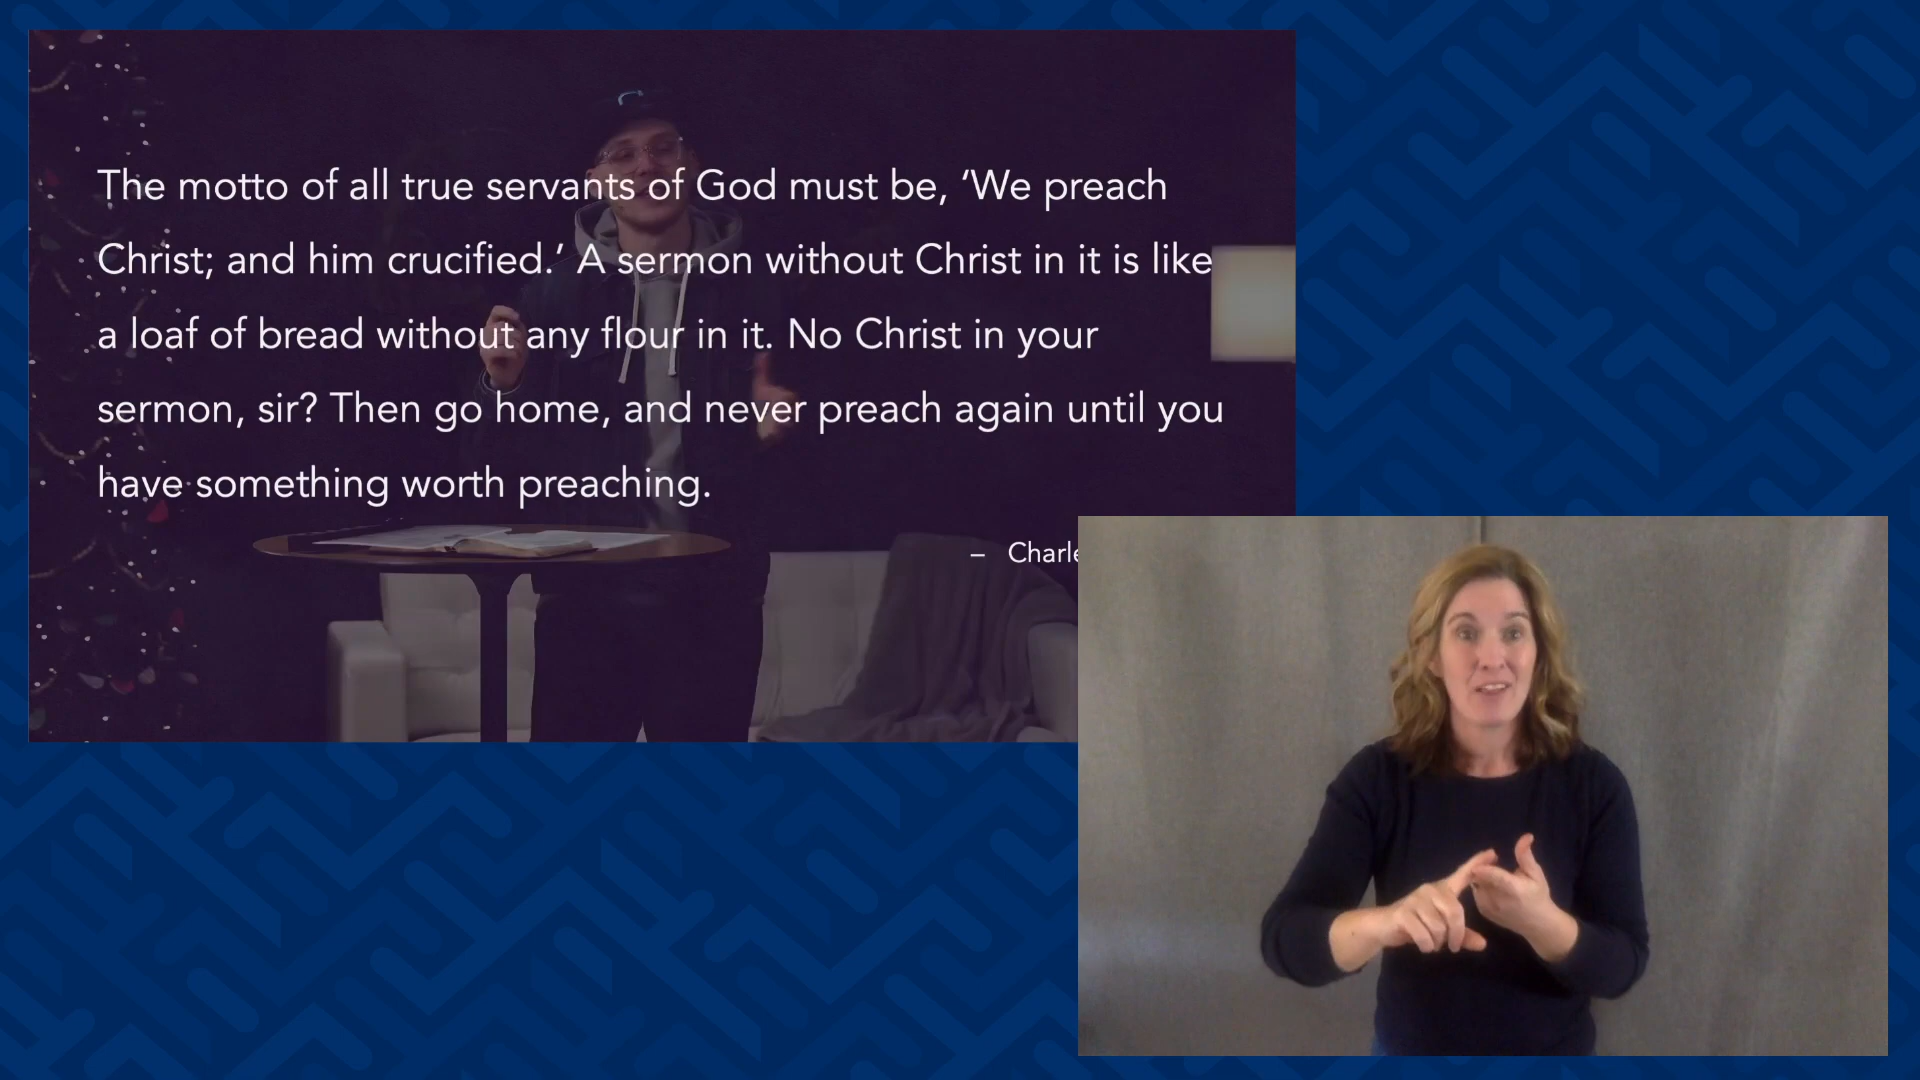 The motto of all true servants of God must be, ‘We preach
Christ; and him crucified.’ A sermon without Christ in it is like
a loaf of bread without any flour in it. No Christ in your
sermon, sir? Then go home, and never preach again until you
have something worth preaching.
–